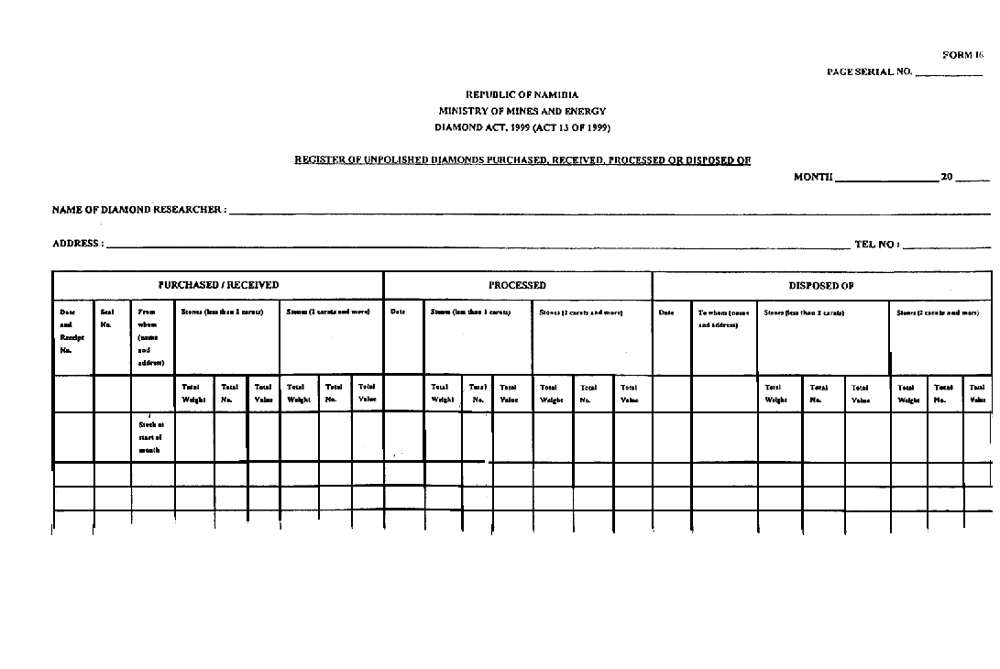 FORM 16
PAGE SERIAL NO. ____________
REPUBLIC OF NAMIBIA
MINISTRY OF MINES AND ENERGY
DIAMOND ACT, 1999 (ACT 13 OF 1999)
REGISTER OF UNPOLISHED DIAMONDS PURCHASED, RECEIVED, PROCESSED OR DISPOSED OF
MONTH ____________ 20 ____
NAME OF DIAMOND RESEARCHER : ____________
ADDRESS : ____________ TEL NO : ____________
PURCHASED / RECEIVED PROCESSED DISPOSED OF
Date Seal From Stones (less than 2 carats) Stones (2 carats and more) Date Stones (less than 2 carats) Stones (2 carats and more) Date To whom (name Stones (less than 2 carats) Stones (2 carats and more)
and No. whom and address)
Receipt (name
No. and
address)
Total Total Total Total Total Total Total Total Total Total Total Total Total Total Total Total Total Total
Weight No. Value Weight No. Value Weight No. Value Weight No. Value Weight No. Value Weight No. Value
Stock at
start of
month